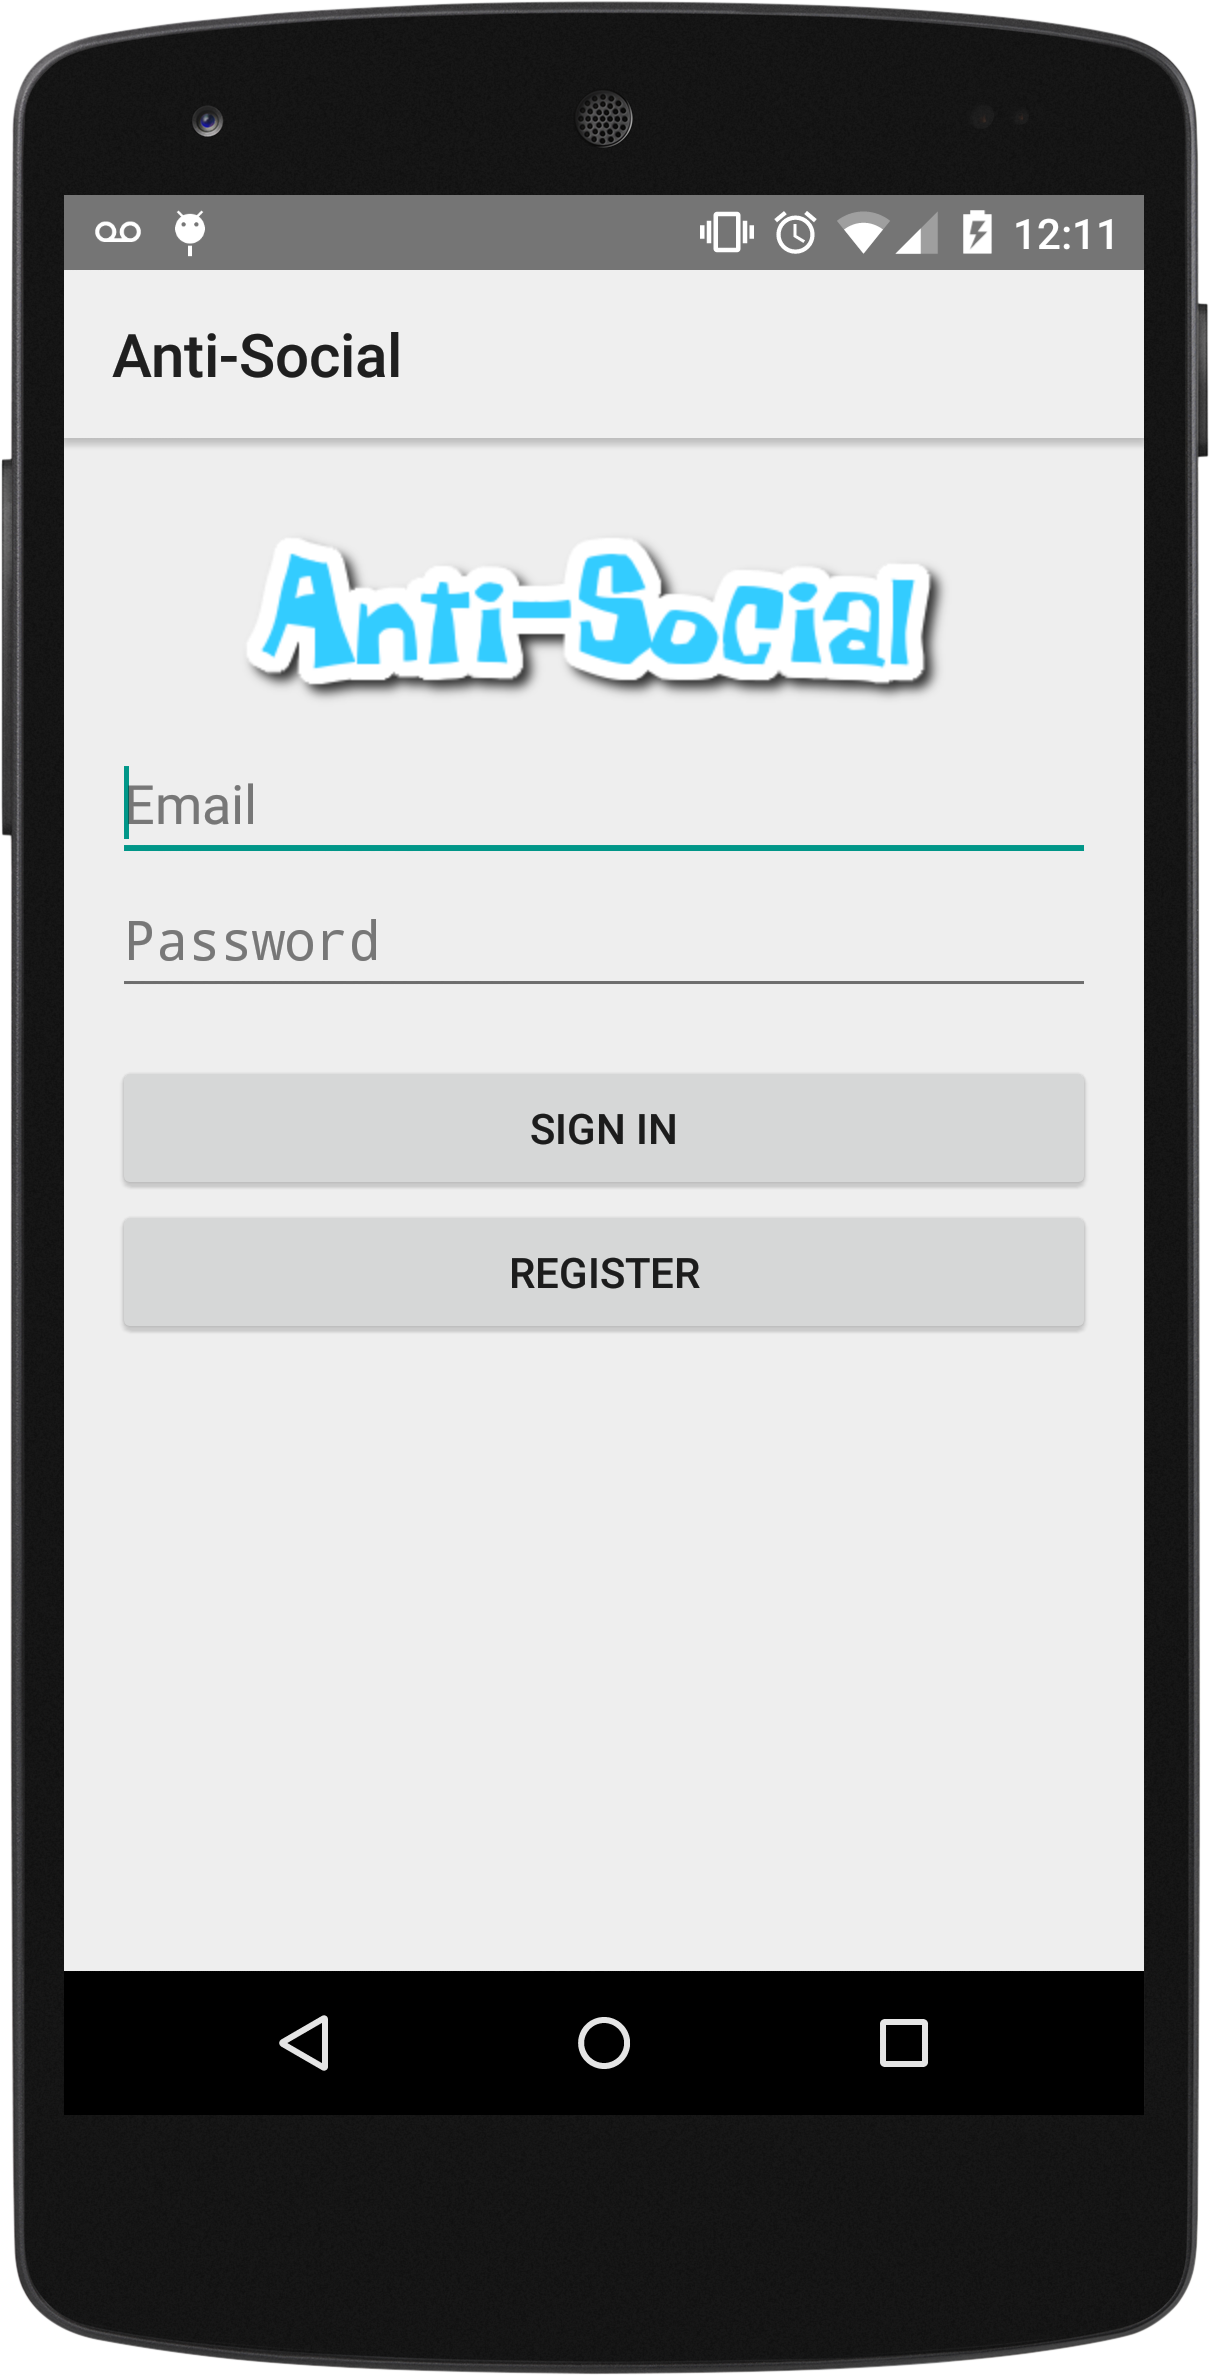 12:11
Anti-Social
Anti-Social
Email
Password
SIGN IN
REGISTER